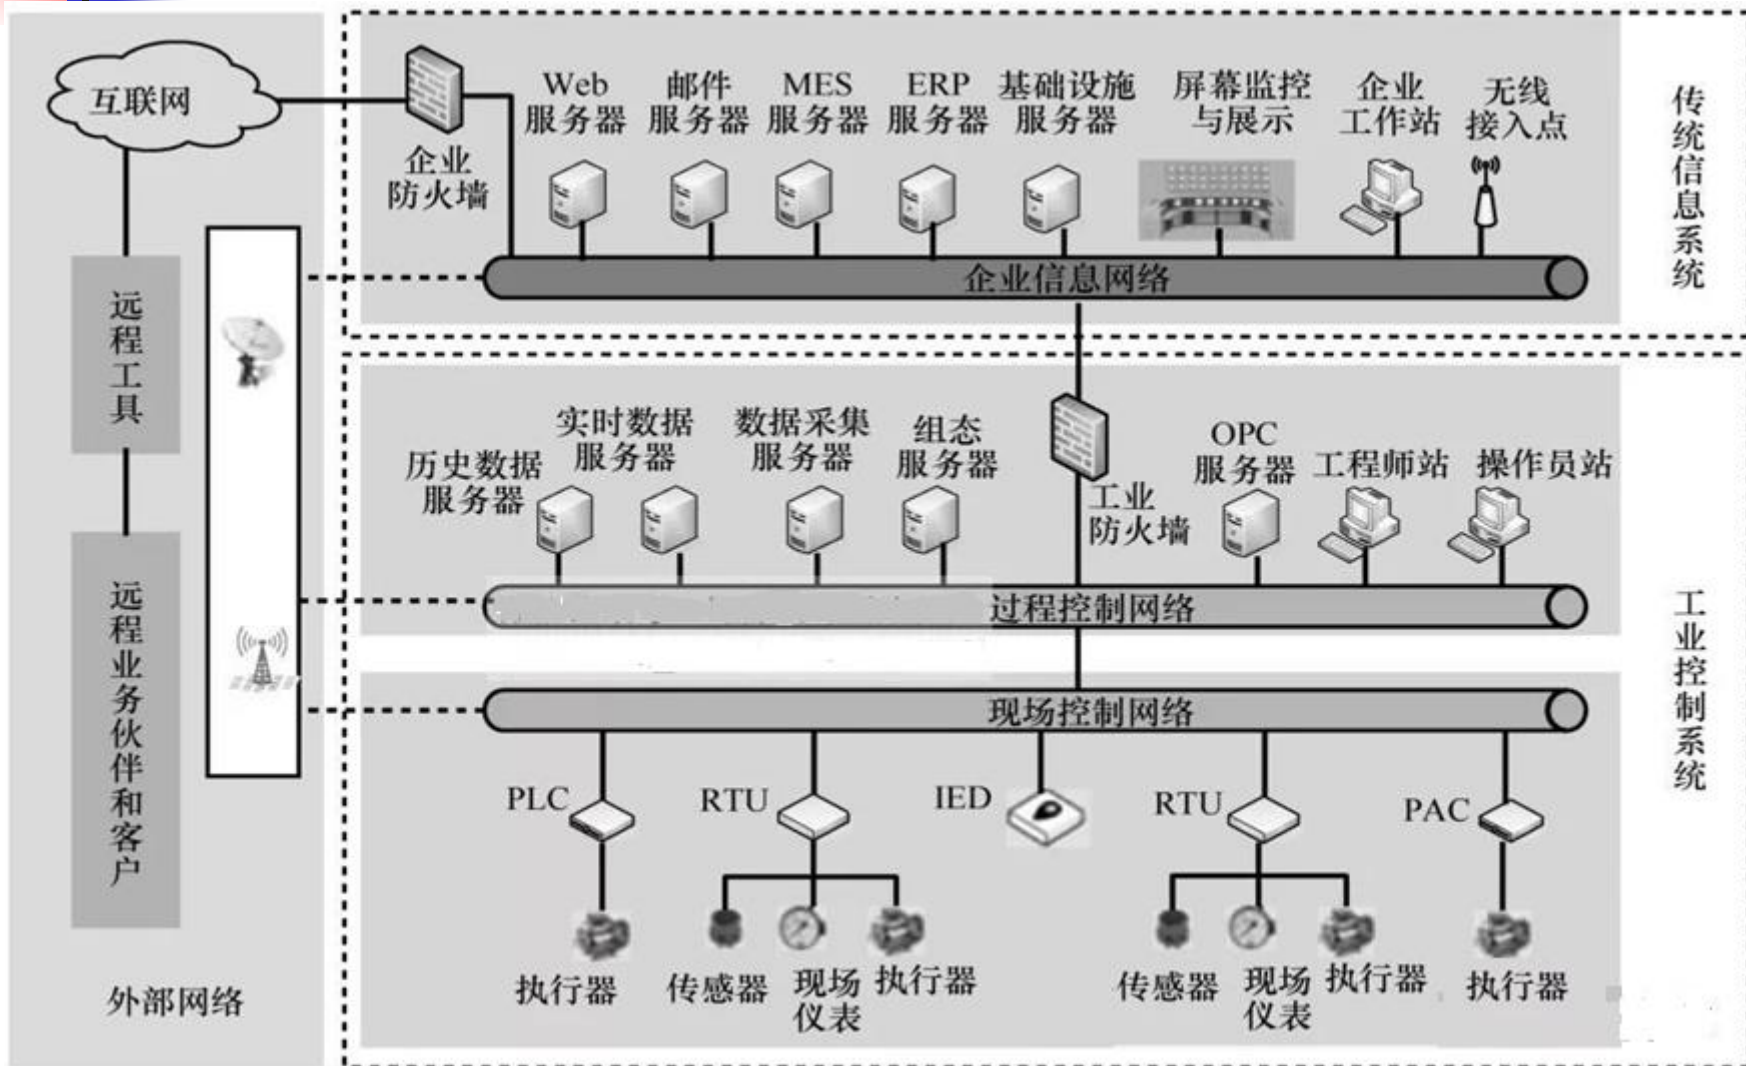 互联网
企业
防火墙
Web
服务器
邮件
服务器
MES
服务器
ERP
服务器
基础设施
服务器
屏幕监控
与展示
企业
工作站
无线
接入点
传统信息系统
企业信息网络
远程工具
远程业务伙伴和客户
外部网络
历史数据
服务器
实时数据
服务器
数据采集
服务器
组态
服务器
工业
防火墙
OPC
服务器
工程师站
操作员站
过程控制网络
工业控制系统
现场控制网络
PLC
RTU
IED
RTU
PAC
执行器
传感器
现场
仪表
执行器
传感器
现场
仪表
执行器
执行器